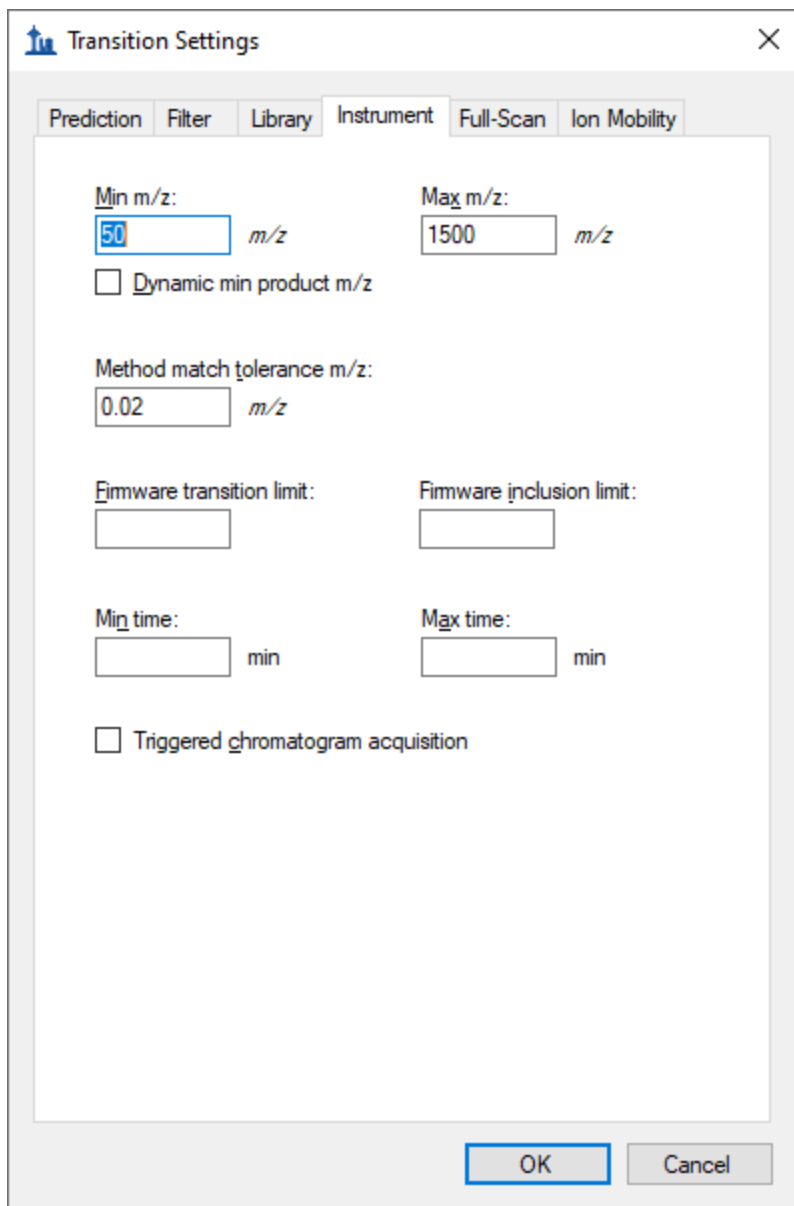 Transition Settings
Prediction Filter Library Instrument Full-Scan Ion Mobility
Min m/z: Max m/z:
50 m/z 1500 m/z
Dynamic min product m/z
Method match tolerance m/z:
0.02 m/z
Firmware transition limit: Firmware inclusion limit:
Min time: Max time:
min min
Triggered chromatogram acquisition
OK Cancel